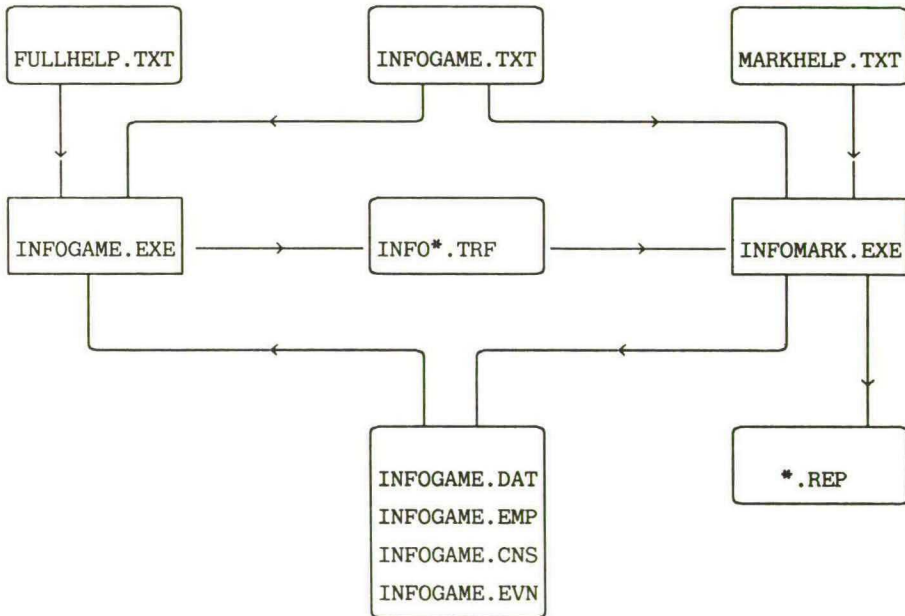 FULLHELP.TXT
INFOGAME.TXT
MARKHELP.TXT
INFOGAME.EXE
INFO*.TRF
INFOMARK.EXE
INFOGAME.DAT
INFOGAME.EMP
INFOGAME.CNS
INFOGAME.EVN
*.REP